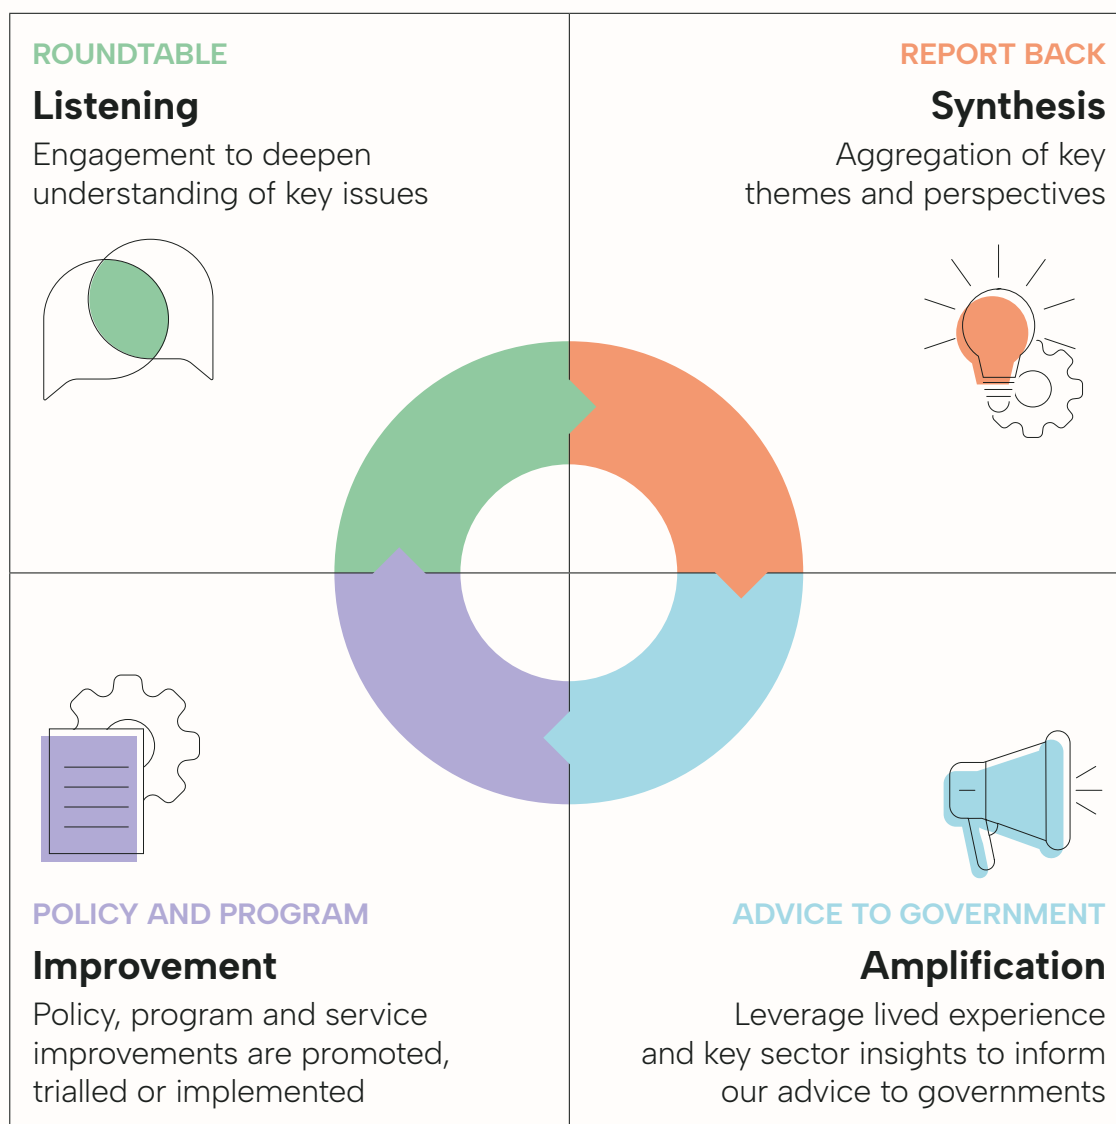 ROUNDTABLE
Listening
Engagement to deepen
understanding of key issues
REPORT BACK
Synthesis
Aggregation of key
themes and perspectives
POLICY AND PROGRAM
Improvement
Policy, program and service
improvements are promoted,
trialled or implemented
ADVICE TO GOVERNMENT
Amplification
Leverage lived experience
and key sector insights to inform
our advice to governments